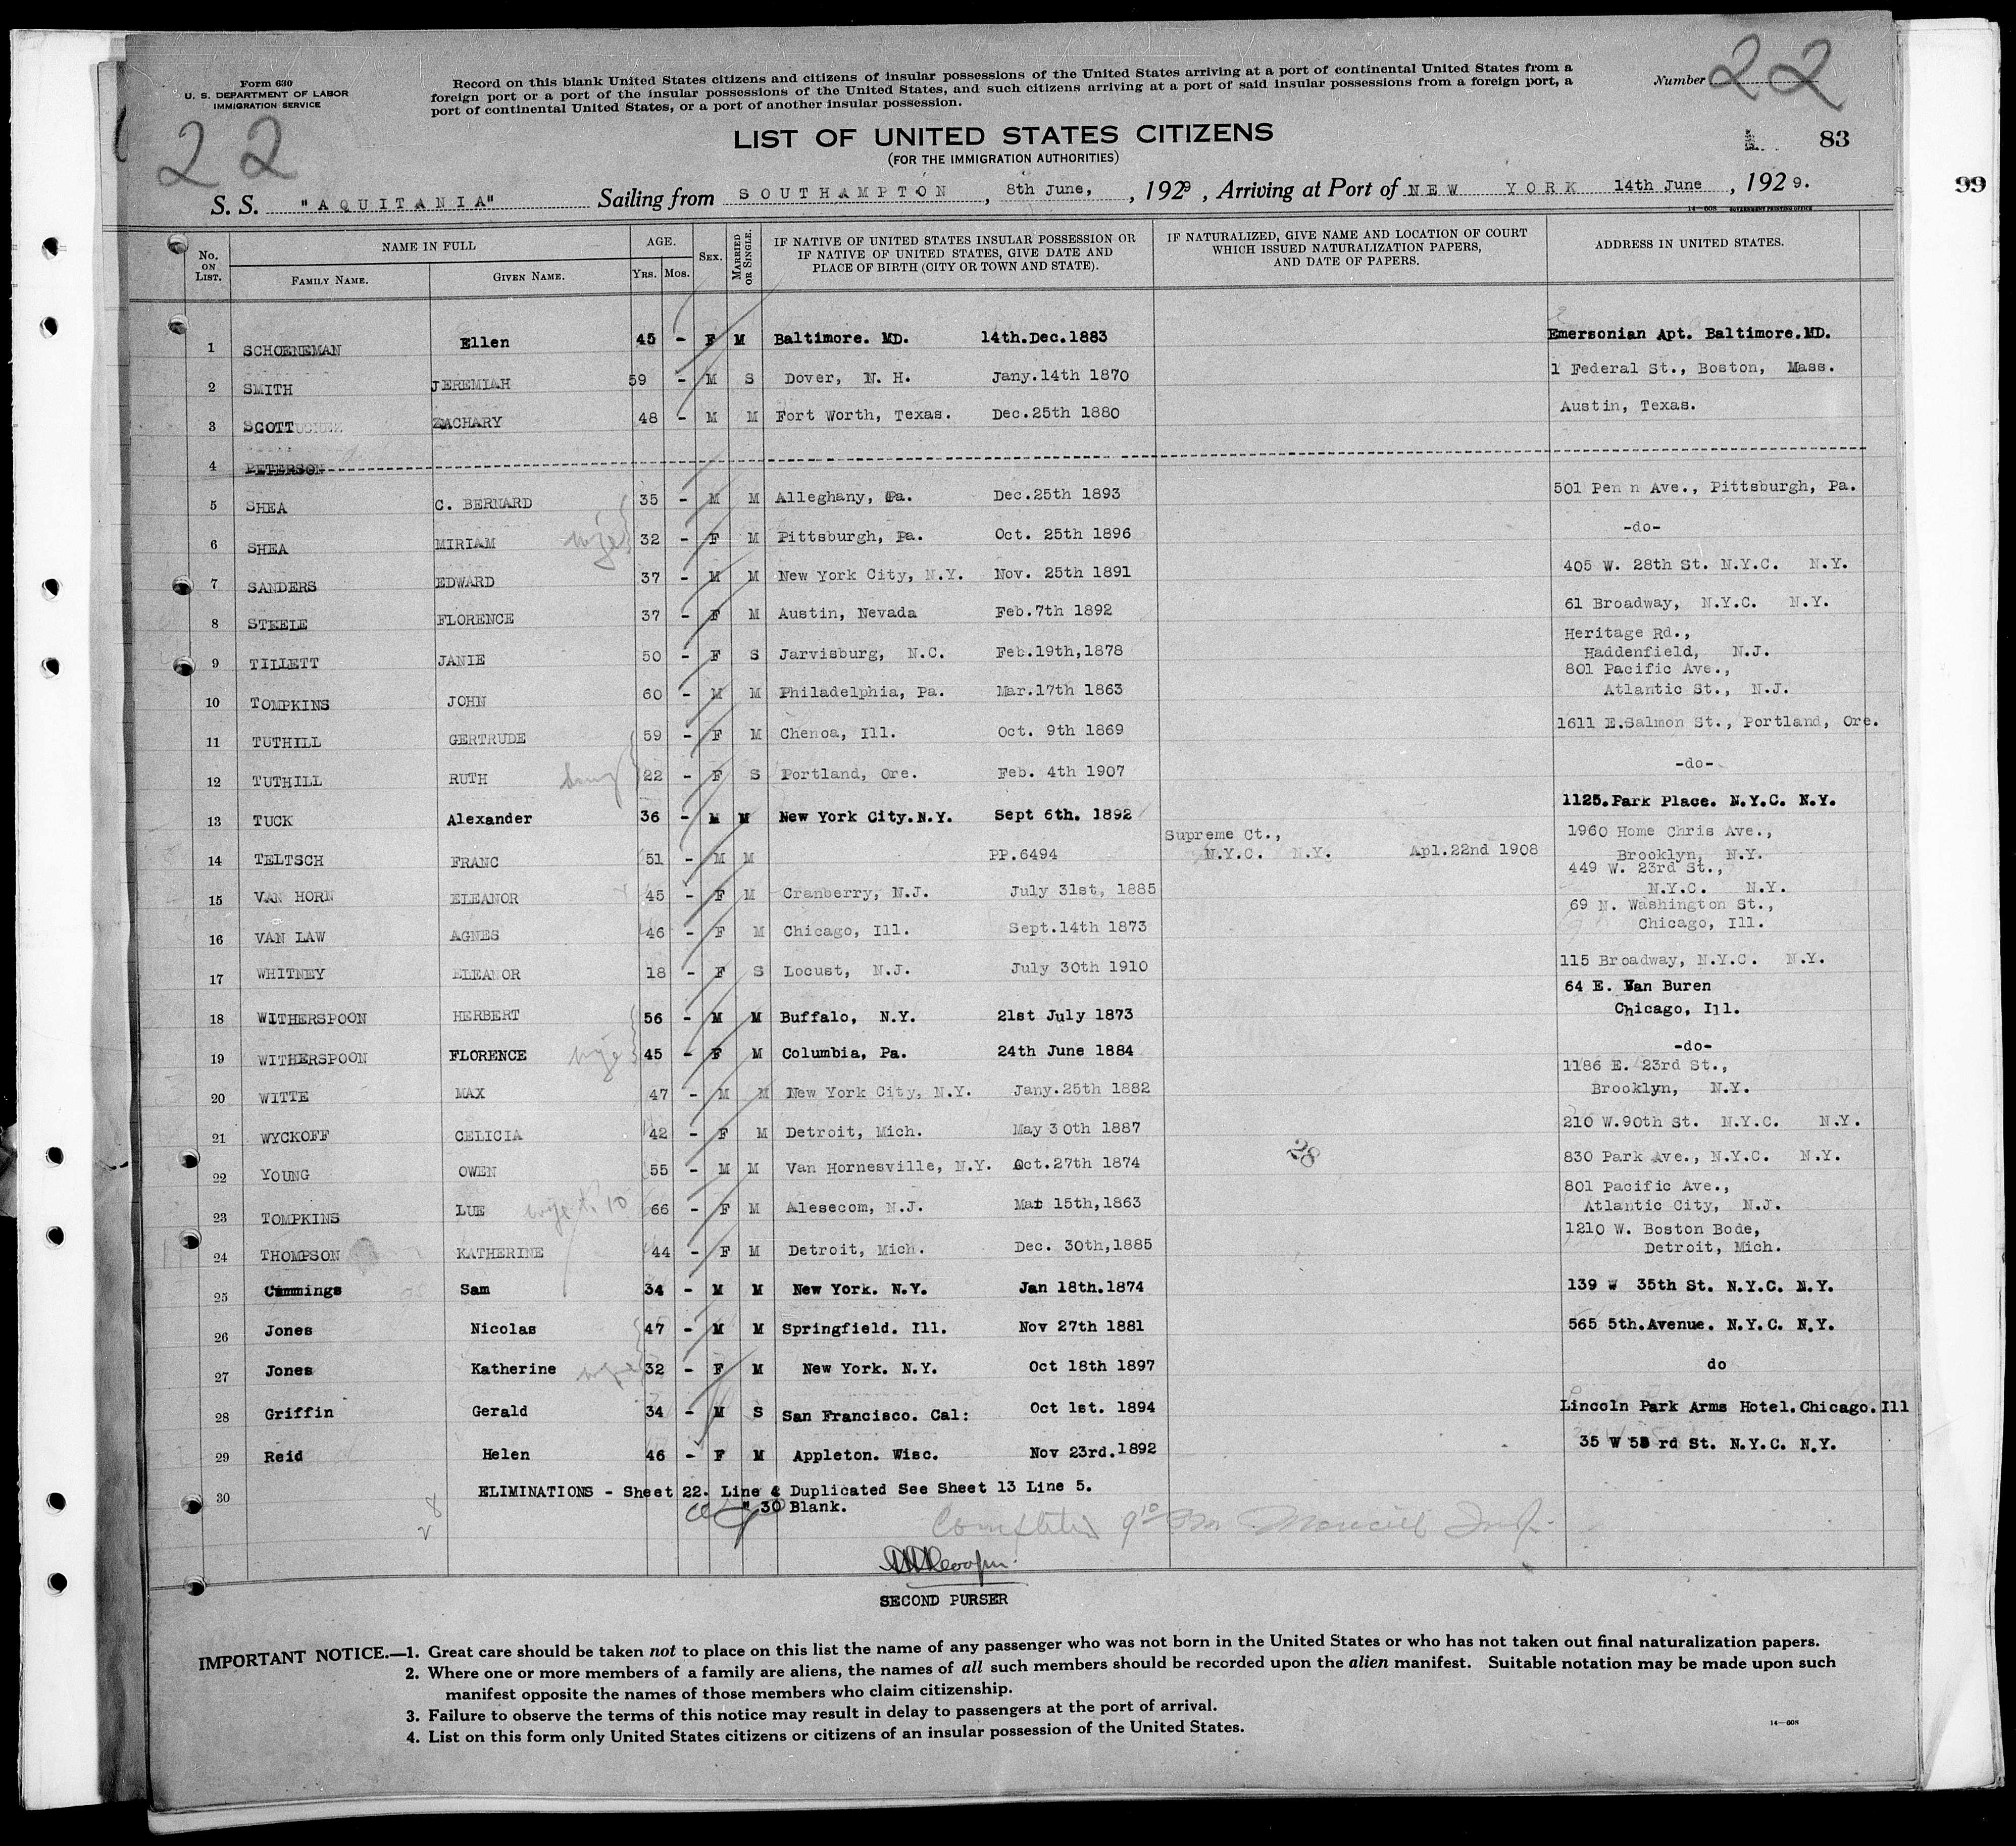 Form 630
U. S. DEPARTMENT OF LABOR
IMMIGRATION SERVICE
Record on this blank United States citizens and citizens of insular possessions of the United States arriving at a port of continental United States from a
foreign port or a port of the insular possessions of the United States, and such citizens arriving at a port of said insular possessions from a foreign port, a
port of continental United States, or a port of another insular possession.
Number 22
22
LIST OF UNITED STATES CITIZENS
(FOR THE IMMIGRATION AUTHORITIES)
83
99
S. S. "AQUITANIA" Sailing from SOUTHAMPTON, 8th June, , 1929, Arriving at Port of NEW YORK 14th June, 1929.
14—608 GOVERNMENT PRINTING OFFICE
No. ON LIST. NAME IN FULL FAMILY NAME. GIVEN NAME. AGE. YRS. MOS. SEX. MARRIED OR SINGLE. IF NATIVE OF UNITED STATES INSULAR POSSESSION OR IF NATIVE OF UNITED STATES, GIVE DATE AND PLACE OF BIRTH (CITY OR TOWN AND STATE). IF NATURALIZED, GIVE NAME AND LOCATION OF COURT WHICH ISSUED NATURALIZATION PAPERS, AND DATE OF PAPERS. ADDRESS IN UNITED STATES.
1 SCHOENEMAN Ellen 45 - F M Baltimore. MD. 14th.Dec.1883 Emersonian Apt. Baltimore.MD.
2 SMITH JEREMIAH 59 - M S Dover, N. H. Jany.14th 1870 1 Federal St., Boston, Mass.
3 SCOTT ZACHARY 48 - M M Fort Worth, Texas. Dec.25th 1880 Austin, Texas.
4 PETERSON
5 SHEA C. BERNARD 35 - M M Alleghany, Pa. Dec.25th 1893 501 Penn Ave., Pittsburgh, Pa.
6 SHEA MIRIAM wife 32 - F M Pittsburgh, Pa. Oct. 25th 1896 -do-
7 SANDERS EDWARD 37 - M M New York City, N.Y. Nov. 25th 1891 405 W. 28th St. N.Y.C. N.Y.
8 STEELE FLORENCE 37 - F M Austin, Nevada Feb.7th 1892 61 Broadway, N.Y.C. N.Y.
9 TILLETT JANIE 50 - F S Jarvisburg, N.C. Feb.19th,1878 Heritage Rd., Haddenfield, N.J.
10 TOMPKINS JOHN 60 - M M Philadelphia, Pa. Mar.17th 1863 801 Pacific Ave., Atlantic St., N.J.
11 TUTHILL GERTRUDE 59 - F M Chenoa, Ill. Oct. 9th 1869 1611 E.Salmon St., Portland, Ore.
12 TUTHILL RUTH 22 - F S Portland, Ore. Feb. 4th 1907 -do-
13 TUCK Alexander 36 - M M New York City.N.Y. Sept 6th. 1892 1125.Park Place. N.Y.C. N.Y.
14 TELTSCH FRANC 51 - M M PP.6494 Supreme Ct., N.Y.C. N.Y. Apl.22nd 1908 1960 Home Chris Ave., Brooklyn, N.Y.
15 VAN HORN ELEANOR 45 - F M Cranberry, N.J. July 31st, 1885 449 W. 23rd St., N.Y.C. N.Y.
16 VAN LAW AGNES 46 - F M Chicago, Ill. Sept.14th 1873 69 N. Washington St., Chicago, Ill.
17 WHITNEY ELEANOR 18 - F S Locust, N.J. July 30th 1910 115 Broadway, N.Y.C. N.Y.
18 WITHERSPOON HERBERT 56 - M M Buffalo, N.Y. 21st July 1873 64 E. Van Buren Chicago, Ill.
19 WITHERSPOON FLORENCE wife 45 - F M Columbia, Pa. 24th June 1884 -do-
20 WITTE MAX 47 - M M New York City, N.Y. Jany.25th 1882 1186 E. 23rd St., Brooklyn, N.Y.
21 WYCKOFF CELICIA 42 - F M Detroit, Mich. May 30th 1887 210 W.90th St. N.Y.C. N.Y.
22 YOUNG OWEN 55 - M M Van Hornesville, N.Y. Oct.27th 1874 28 830 Park Ave., N.Y.C. N.Y.
23 TOMPKINS LUE wife to 10 66 - F M Alesecom, N.J. Mar 15th,1863 801 Pacific Ave., Atlantic City, N.J.
24 THOMPSON KATHERINE 44 - F M Detroit, Mich. Dec. 30th,1885 1210 W. Boston Bode, Detroit, Mich.
25 Cummings Sam 34 - M M New York. N.Y. Jan 18th.1874 139 W 35th St. N.Y.C. N.Y.
26 Jones Nicolas 47 - M M Springfield. Ill. Nov 27th 1881 565 5th.Avenue. N.Y.C. N.Y.
27 Jones Katherine wife 32 - F M New York. N.Y. Oct 18th 1897 do
28 Griffin Gerald 34 - M S San Francisco. Cal: Oct 1st. 1894 Lincoln Park Arms Hotel.Chicago.Ill
29 Reid Helen 46 - F M Appleton. Wisc. Nov 23rd.1892 35 W 53rd St. N.Y.C. N.Y.
30 ELIMINATIONS - Sheet 22. Line 4 Duplicated See Sheet 13 Line 5.
" 30 Blank.
28
SECOND PURSER
IMPORTANT NOTICE.—1. Great care should be taken not to place on this list the name of any passenger who was not born in the United States or who has not taken out final naturalization papers.
2. Where one or more members of a family are aliens, the names of all such members should be recorded upon the alien manifest. Suitable notation may be made upon such
manifest opposite the names of those members who claim citizenship.
3. Failure to observe the terms of this notice may result in delay to passengers at the port of arrival.
4. List on this form only United States citizens or citizens of an insular possession of the United States.
14—608